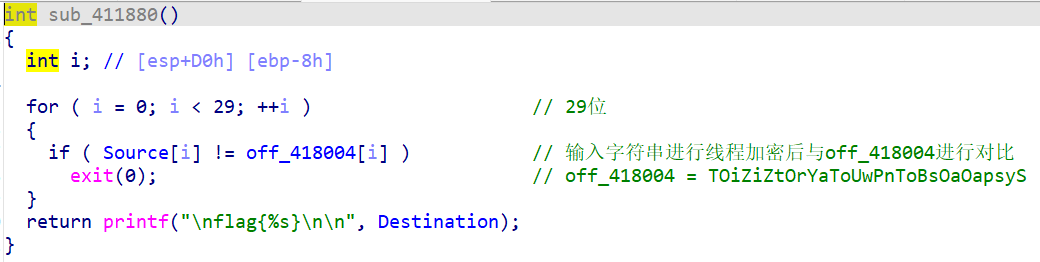 int sub_411880()
{
  int i; // [esp+D0h] [ebp-8h]
  for ( i = 0; i < 29; ++i )                    // 29位
  {
    if ( Source[i] != off_418004[i] )           // 输入字符串进行线程加密后与off_418004进行对比
      exit(0);                                  // off_418004 = TOiZiZtOrYaToUwPnToBsOaOapsyS
  }
  return printf("\nflag{%s}\n\n", Destination);
}